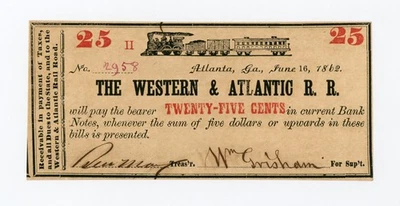 25 II 25
No. 2958 Atlanta, Ga., June 16, 1862.
THE WESTERN & ATLANTIC R. R.
will pay the bearer TWENTY-FIVE CENTS in current Bank
Notes, whenever the sum of five dollars or upwards in these
bills is presented.
Treas'r. Wm Grisham For Sup't.
Receivable in payment of Taxes,
and all Dues to the State, and to the
Western & Atlantic Rail Road.